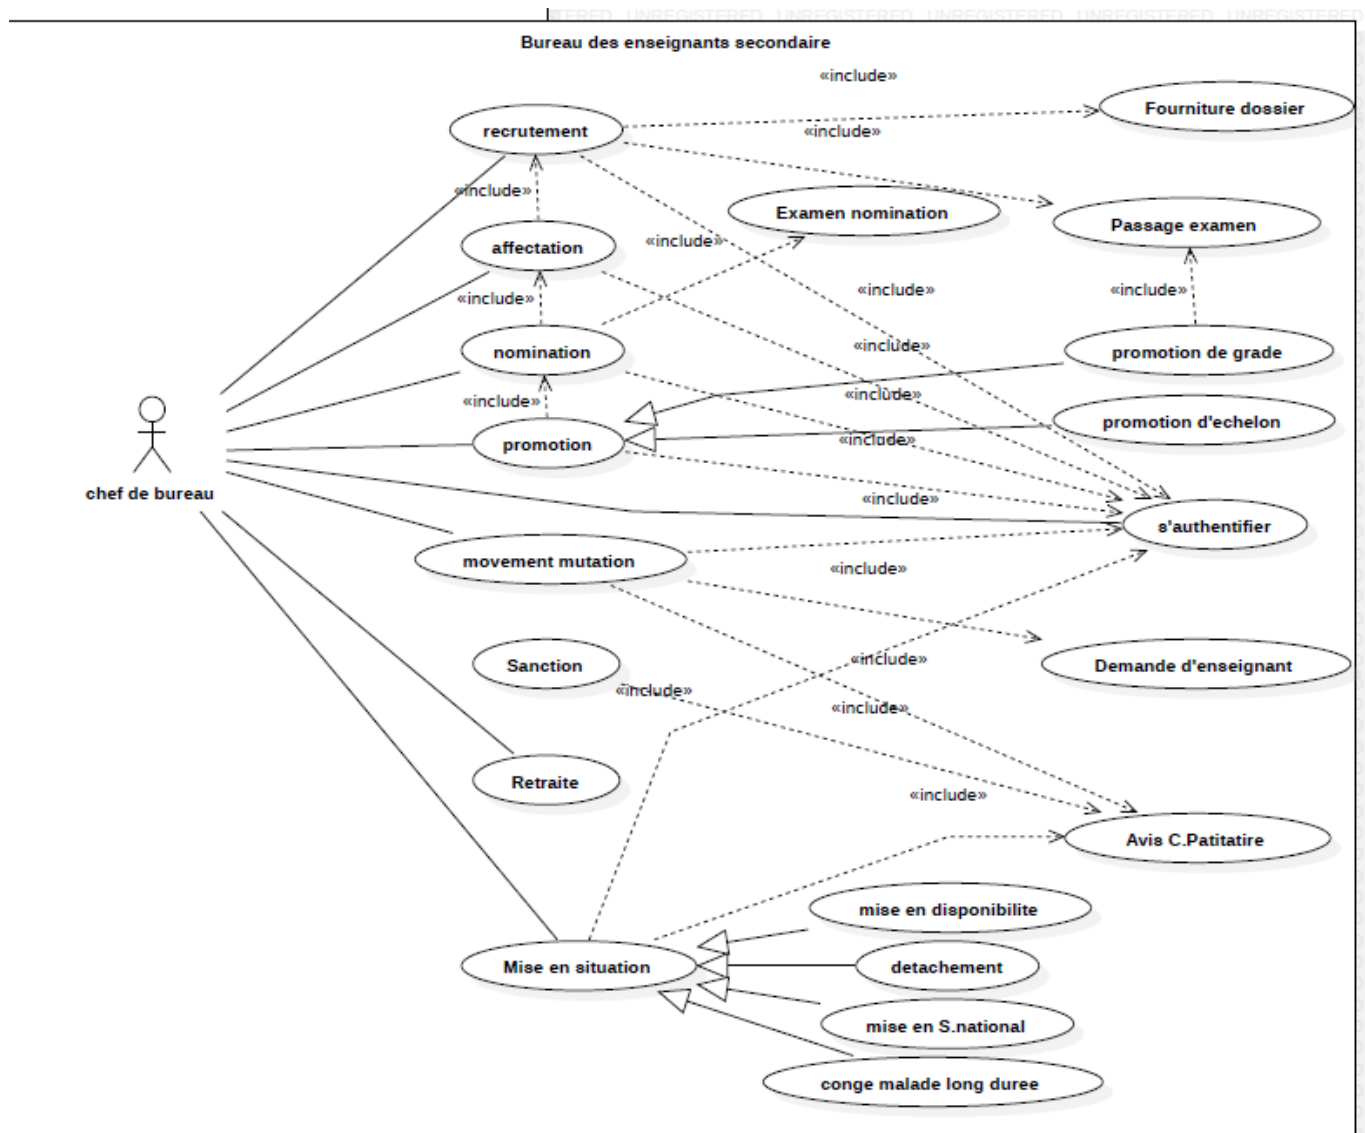 UNREGISTERED UNREGISTERED UNREGISTERED UNREGISTERED UNREGISTERED
Bureau des enseignants secondaire
«include»
Fourniture dossier
recrutement
«include»
«include»
Examen nomination
Passage examen
affectation
«include»
«include»
«include»
«include»
nomination
«include»
promotion de grade
«include»
«include»
promotion d'echelon
promotion
«include»
chef de bureau
«include»
s'authentifier
movement mutation
«include»
Sanction
«include»
Demande d'enseignant
«include»
«include»
Retraite
«include»
Avis C.Patitatire
mise en disponibilite
Mise en situation
detachement
mise en S.national
conge malade long duree